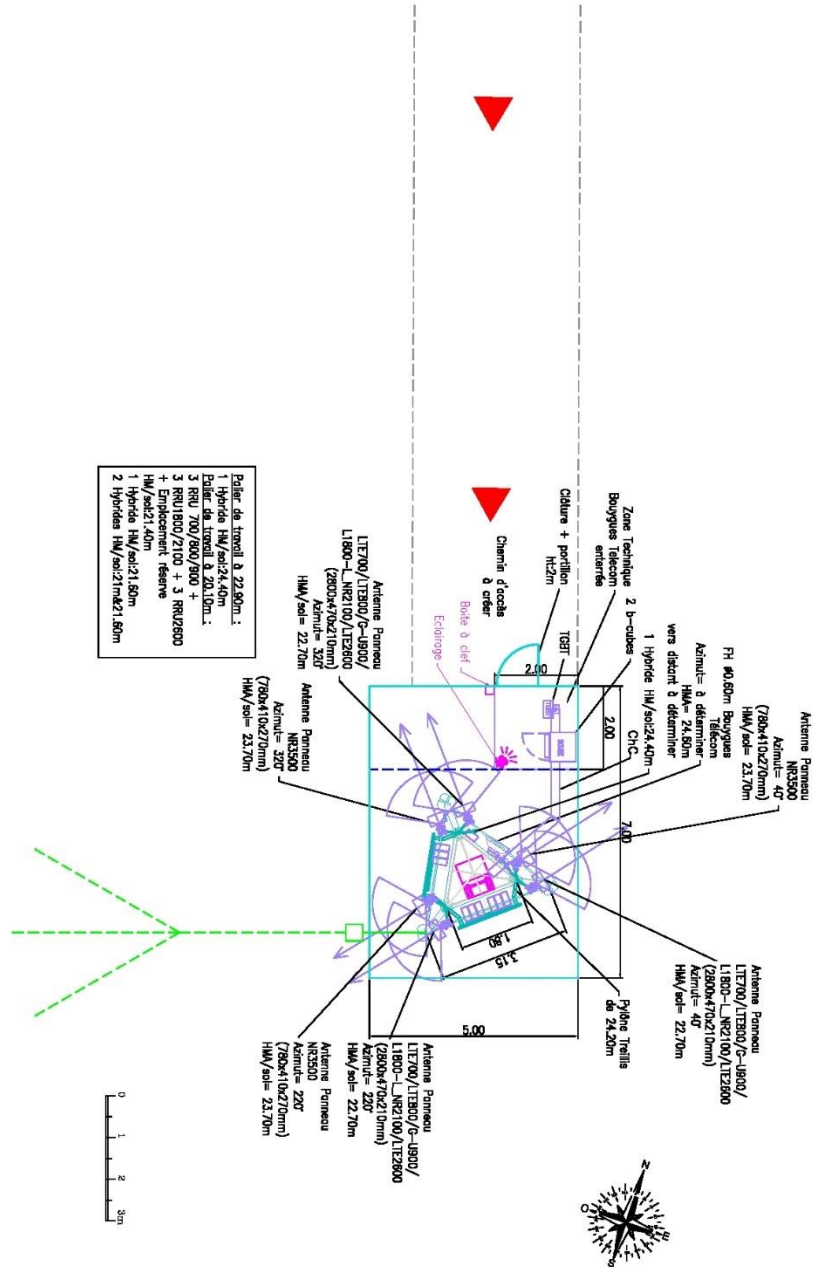 Antenne Panneau
NR3500
Azimut= 40°
(780x410x270mm)
HMA/sol= 23.70m
FH Ø0.60m Bouygues
Télécom
Azimut= à déterminer
HMA= 24.60m
vers distant à déterminer
1 Hybride HM/sol:24.40m
ChC
2 b-cubes
Zone Technique
Bouygues Telecom
enterrée
TGBT
Clôture + portillon
ht:2m
Chemin d'accès
à créer
Boite à clef
Eclairage
Antenne Panneau
LTE700/LTE800/G-U900/
L1800-L_NR2100/LTE2600
(2800x470x210mm)
Azimut= 320°
HMA/sol= 22.70m
Antenne Panneau
NR3500
Azimut= 320°
(780x410x270mm)
HMA/sol= 23.70m
Palier de travail à 22.90m :
1 Hybride HM/sol:24.40m
Palier de travail à 20.10m :
3 RRU 700/800/900 +
3 RRU1800/2100 + 3 RRU2600
+ Emplacement réserve
HM/sol:21.40m
1 Hybride HM/sol:21.60m
2 Hybrides HM/sol:21m&21.60m
2.00
2.00
7.00
1.80
3.15
5.00
Antenne Panneau
LTE700/LTE800/G-U900/
L1800-L_NR2100/LTE2600
(2800x470x210mm)
Azimut= 40°
HMA/sol= 22.70m
Pylône Treillis
de 24.20m
Antenne Panneau
LTE700/LTE800/G-U900/
L1800-L_NR2100/LTE2600
(2800x470x210mm)
Azimut= 220°
HMA/sol= 22.70m
Antenne Panneau
NR3500
Azimut= 220°
(780x410x270mm)
HMA/sol= 23.70m
0 1 2 3m
N
E
S
O